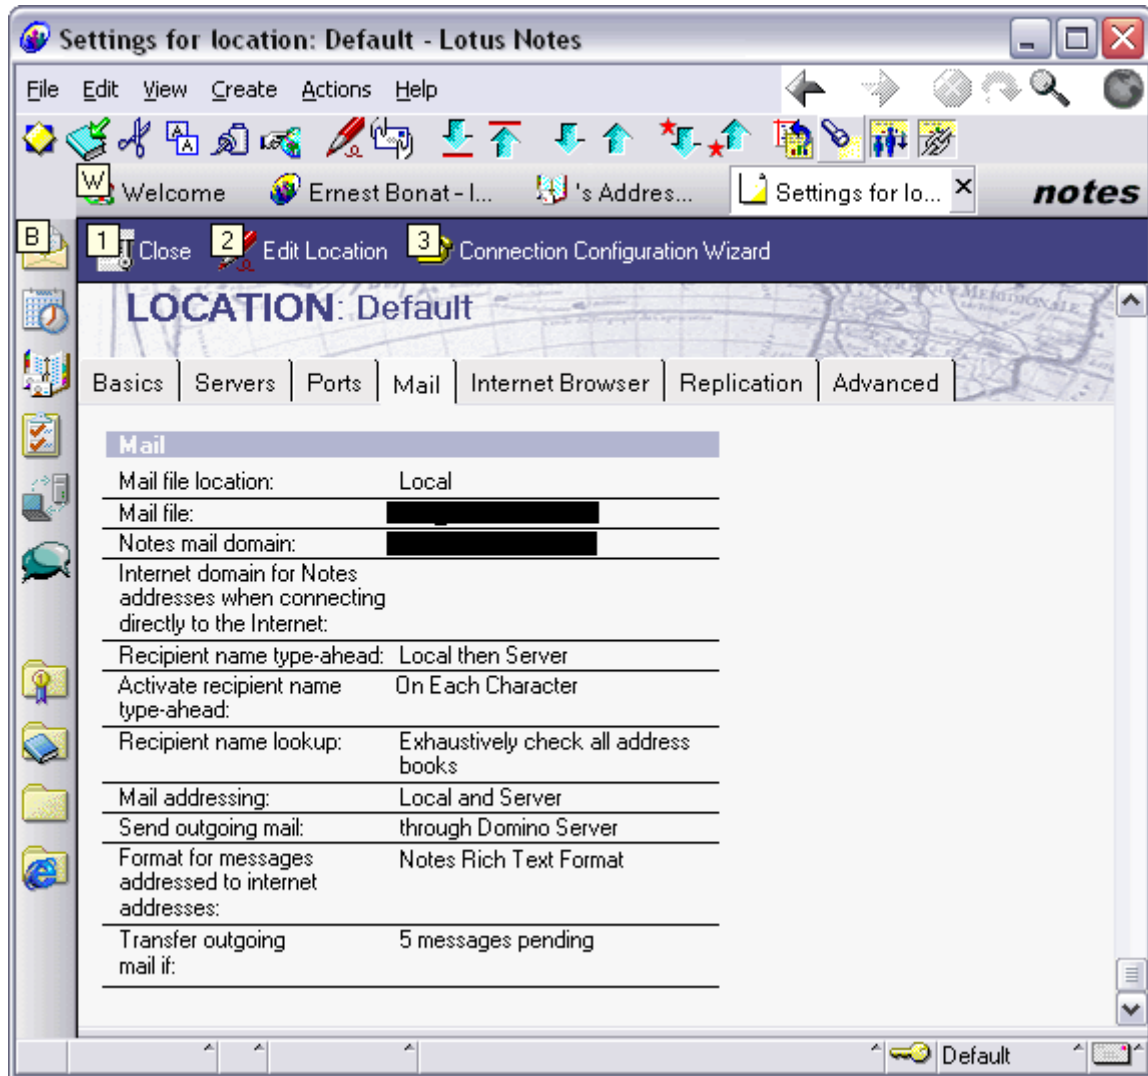 Settings for location: Default - Lotus Notes
File Edit View Create Actions Help
W Welcome Ernest Bonat - I... 's Addres... Settings for lo... notes
B 1 Close 2 Edit Location 3 Connection Configuration Wizard
LOCATION: Default
Basics Servers Ports Mail Internet Browser Replication Advanced
Mail
Mail file location: Local
Mail file:
Notes mail domain:
Internet domain for Notes
addresses when connecting
directly to the Internet:
Recipient name type-ahead: Local then Server
Activate recipient name On Each Character
type-ahead:
Recipient name lookup: Exhaustively check all address
books
Mail addressing: Local and Server
Send outgoing mail: through Domino Server
Format for messages Notes Rich Text Format
addressed to internet
addresses:
Transfer outgoing 5 messages pending
mail if:
Default